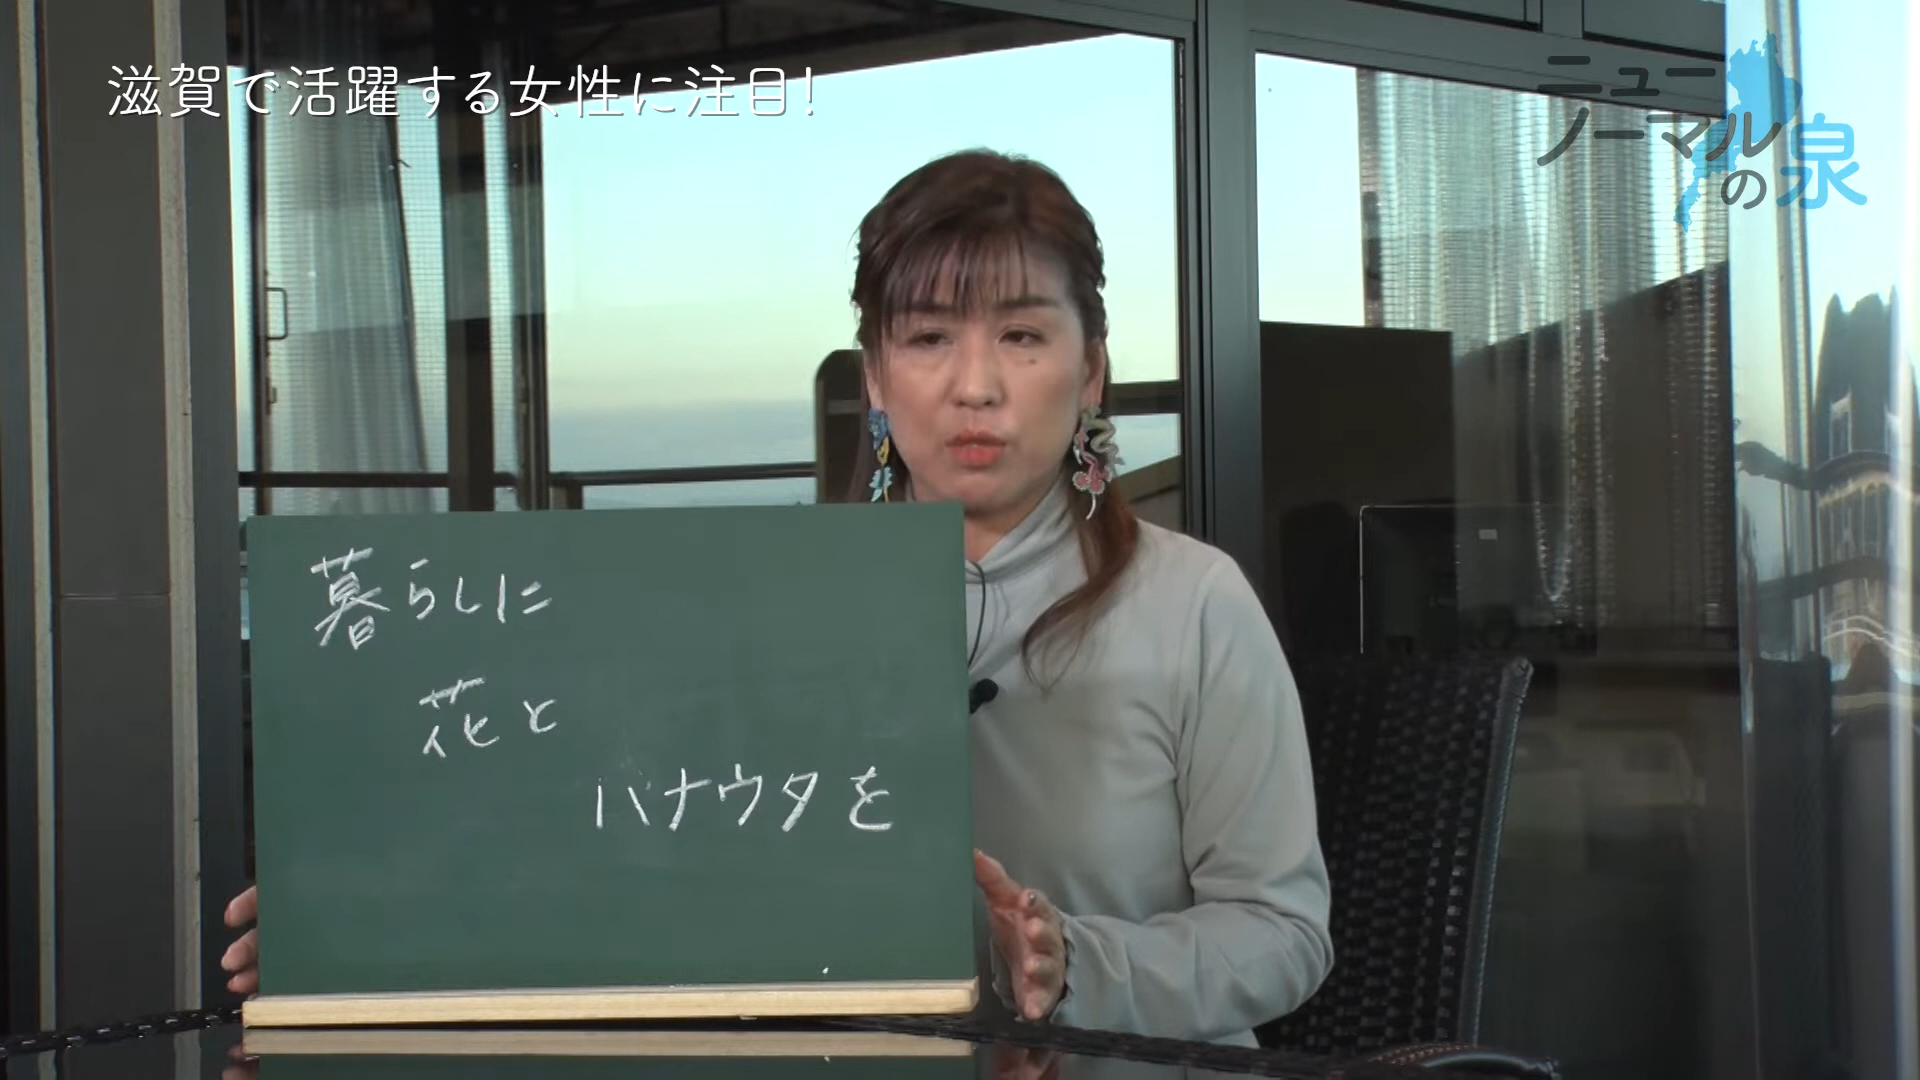 滋賀で活躍する女性に注目!
ニュー
ノーマル
の泉
暮らしに
花と
ハナウタを